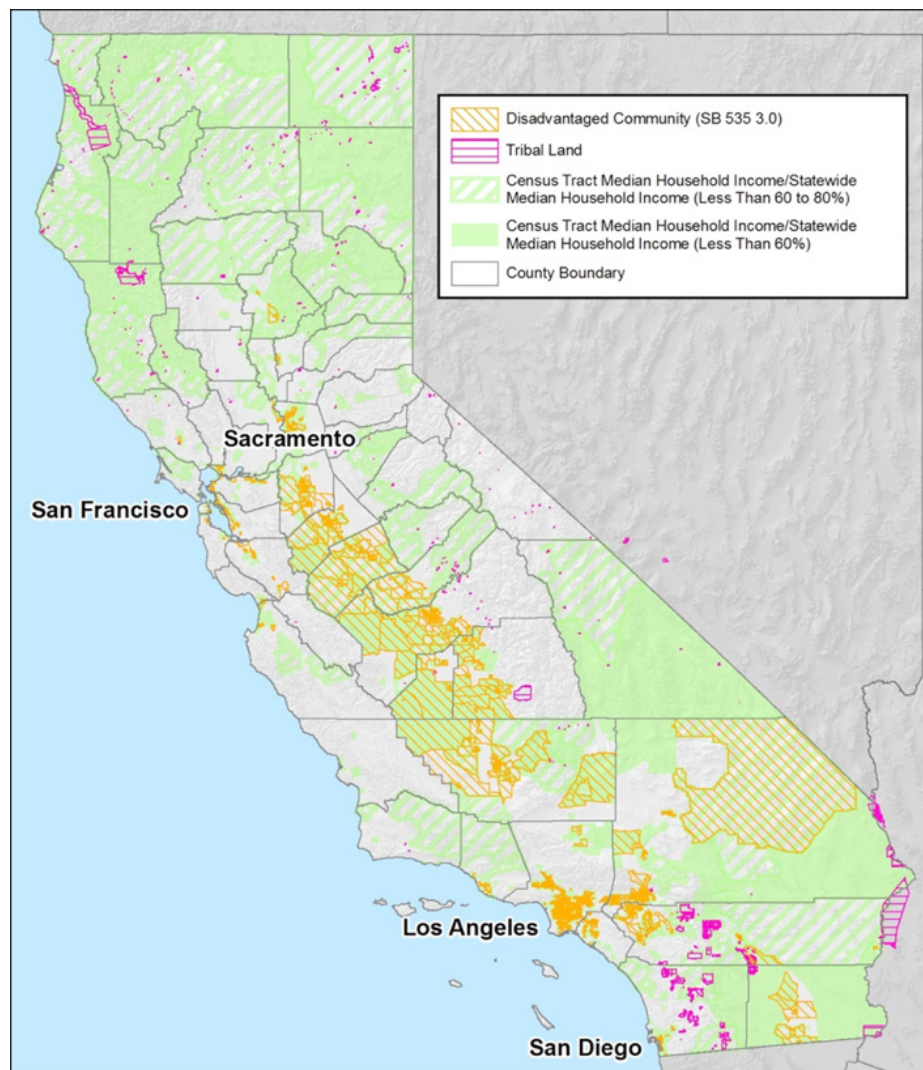 Disadvantaged Community (SB 535 3.0)
Tribal Land
Census Tract Median Household Income/Statewide
Median Household Income (Less Than 60 to 80%)
Census Tract Median Household Income/Statewide
Median Household Income (Less Than 60%)
County Boundary
Sacramento
San Francisco
Los Angeles
San Diego